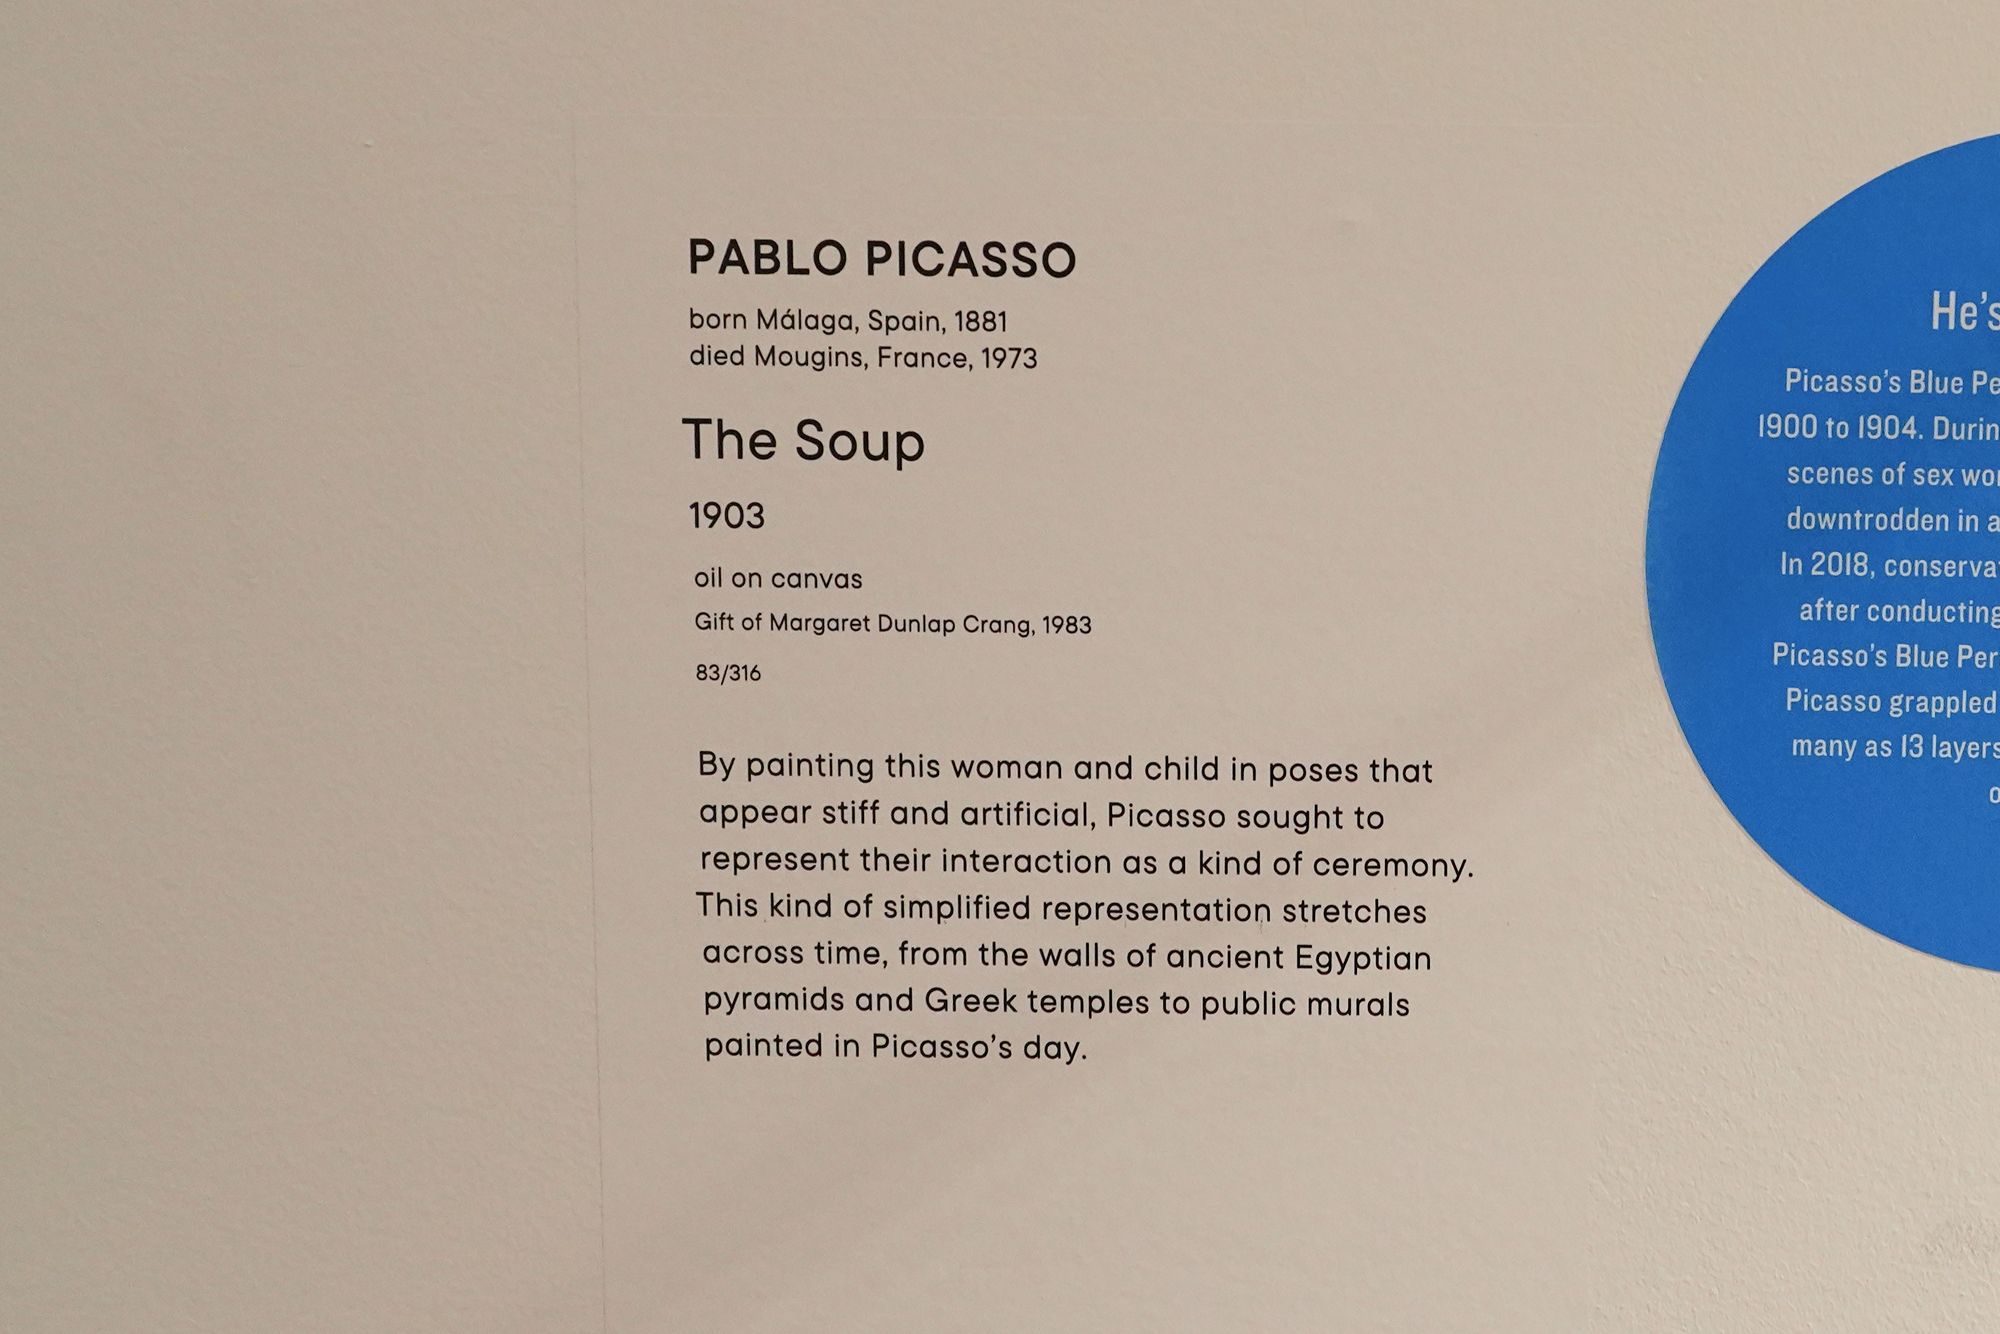 PABLO PICASSO
born Málaga, Spain, 1881
died Mougins, France, 1973
The Soup
1903
oil on canvas
Gift of Margaret Dunlap Crang, 1983
83/316
By painting this woman and child in poses that
appear stiff and artificial, Picasso sought to
represent their interaction as a kind of ceremony.
This kind of simplified representation stretches
across time, from the walls of ancient Egyptian
pyramids and Greek temples to public murals
painted in Picasso's day.
He's
Picasso's Blue
1900 to 1904.
scenes of sex
downtrodden in
In 2018,
after conducting
Picasso's Blue
Picasso grappled
many as 13 layers